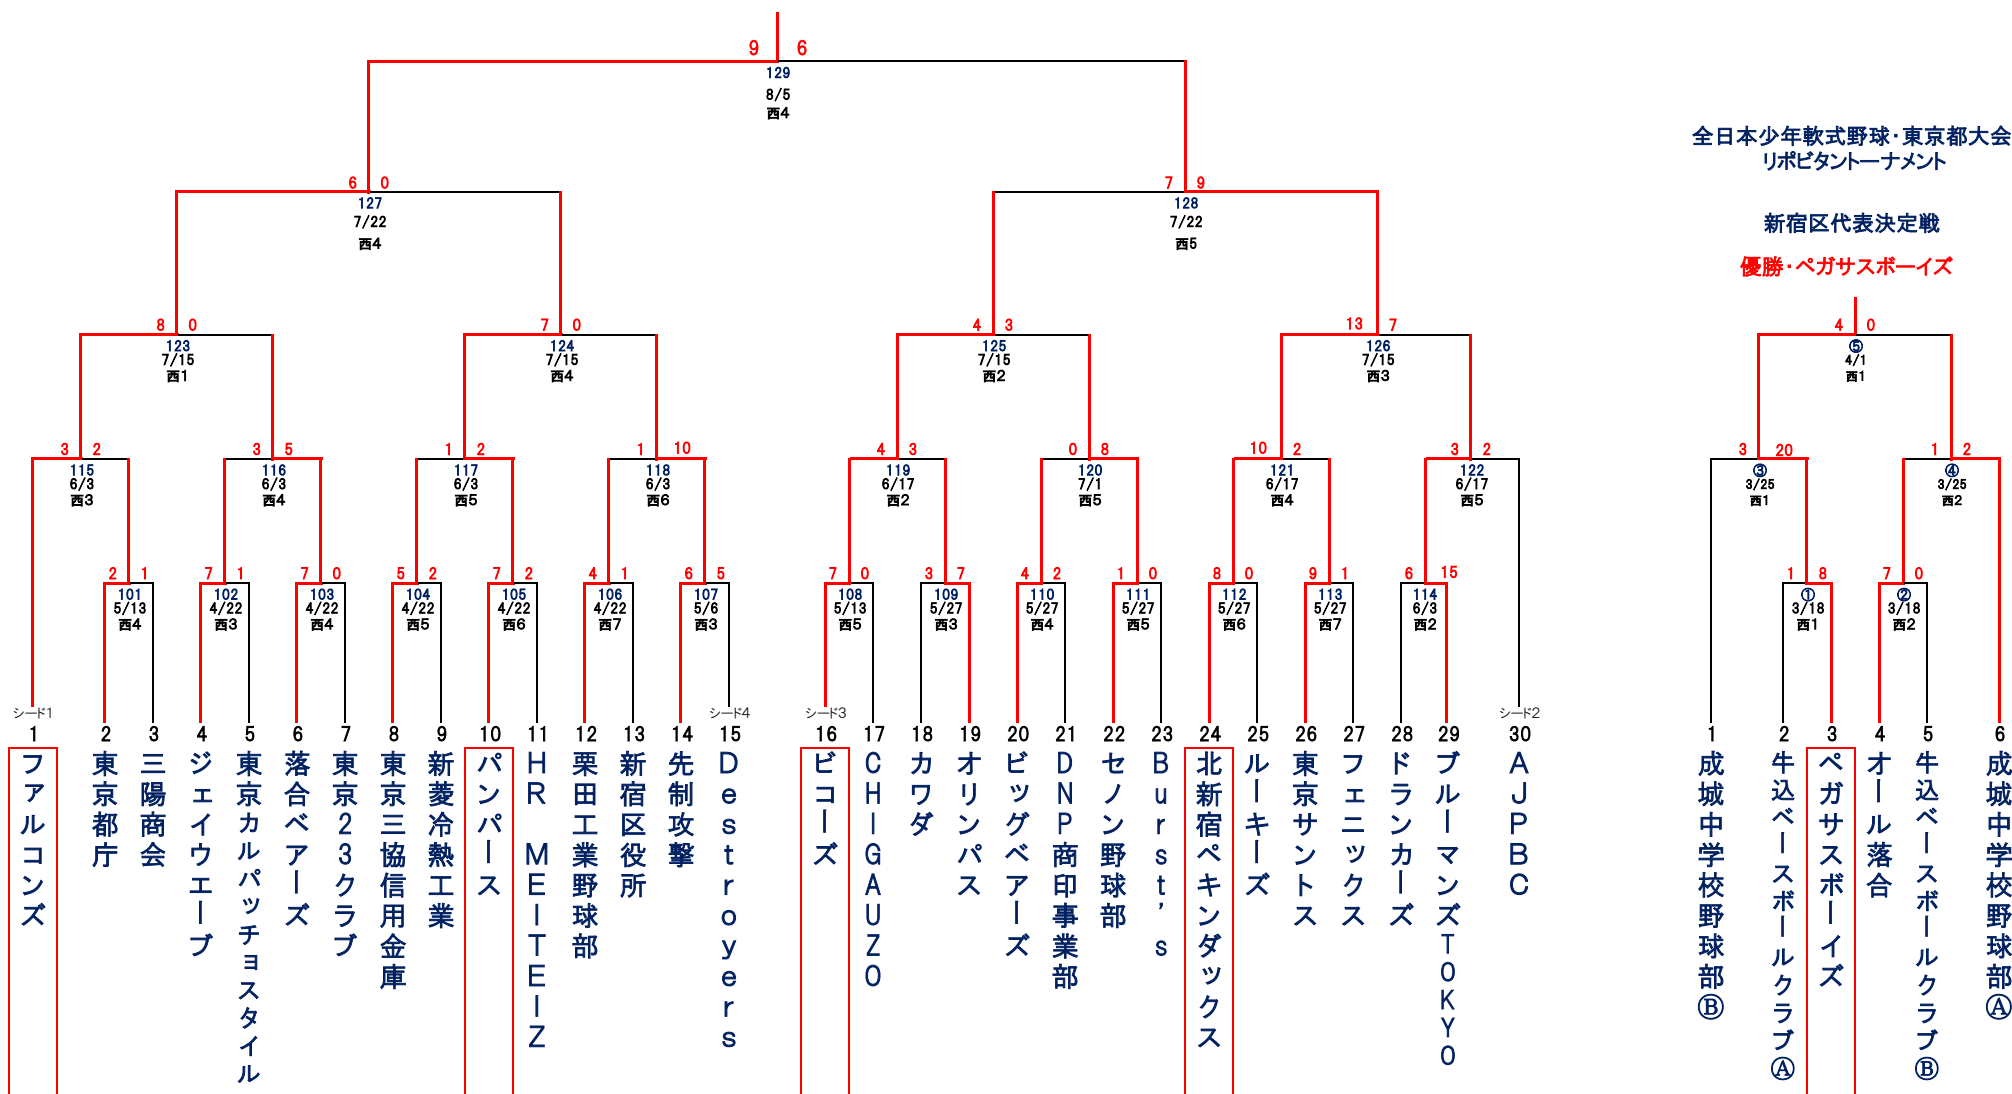 9 6
129
8/5
西4
全日本少年軟式野球・東京都大会
リポビタントーナメント
新宿区代表決定戦
優勝・ペガサスボーイズ
6 0
127
7/22
西4
7 9
128
7/22
西5
8 0
123
7/15
西1
7 0
124
7/15
西4
4 3
125
7/15
西2
13 7
126
7/15
西3
4 0
⑤
4/1
西1
3 2
115
6/3
西3
3 5
116
6/3
西4
1 2
117
6/3
西5
1 10
118
6/3
西6
4 3
119
6/17
西2
0 8
120
7/1
西5
10 2
121
6/17
西4
3 2
122
6/17
西5
3 20
③
3/25
西1
1 2
④
3/25
西2
2 1
101
5/13
西4
7 1
102
4/22
西3
7 0
103
4/22
西4
5 2
104
4/22
西5
7 2
105
4/22
西6
4 1
106
4/22
西7
6 5
107
5/6
西3
7 0
108
5/13
西5
3 7
109
5/27
西3
4 2
110
5/27
西4
1 0
111
5/27
西5
8 0
112
5/27
西6
9 1
113
5/27
西7
6 15
114
6/3
西2
1 8
①
3/18
西1
7 0
②
3/18
西2
シード1
シード4
シード3
シード2
1
ファルコンズ
2
東京都庁
3
三陽商会
4
ジェイウエーブ
5
東京カルパッチョスタイル
6
落合ベアーズ
7
東京23クラブ
8
東京三協信用金庫
9
新菱冷熱工業
10
パンパース
11
HR MEITEIZ
12
栗田工業野球部
13
新宿区役所
14
先制攻撃
15
Destroyers
16
ビコーズ
17
CHIGAUZO
18
カワダ
19
オリンパス
20
ビッグベアーズ
21
DNP商印事業部
22
セノン野球部
23
Burst's
24
北新宿ペキンダックス
25
ルーキーズ
26
東京サントス
27
フェニックス
28
ドランカーズ
29
ブルーマンズTOKYO
30
AJPBC
1
成城中学校野球部Ⓑ
2
牛込ベースボールクラブⒶ
3
ペガサスボーイズ
4
オール落合
5
牛込ベースボールクラブⒷ
6
成城中学校野球部Ⓐ